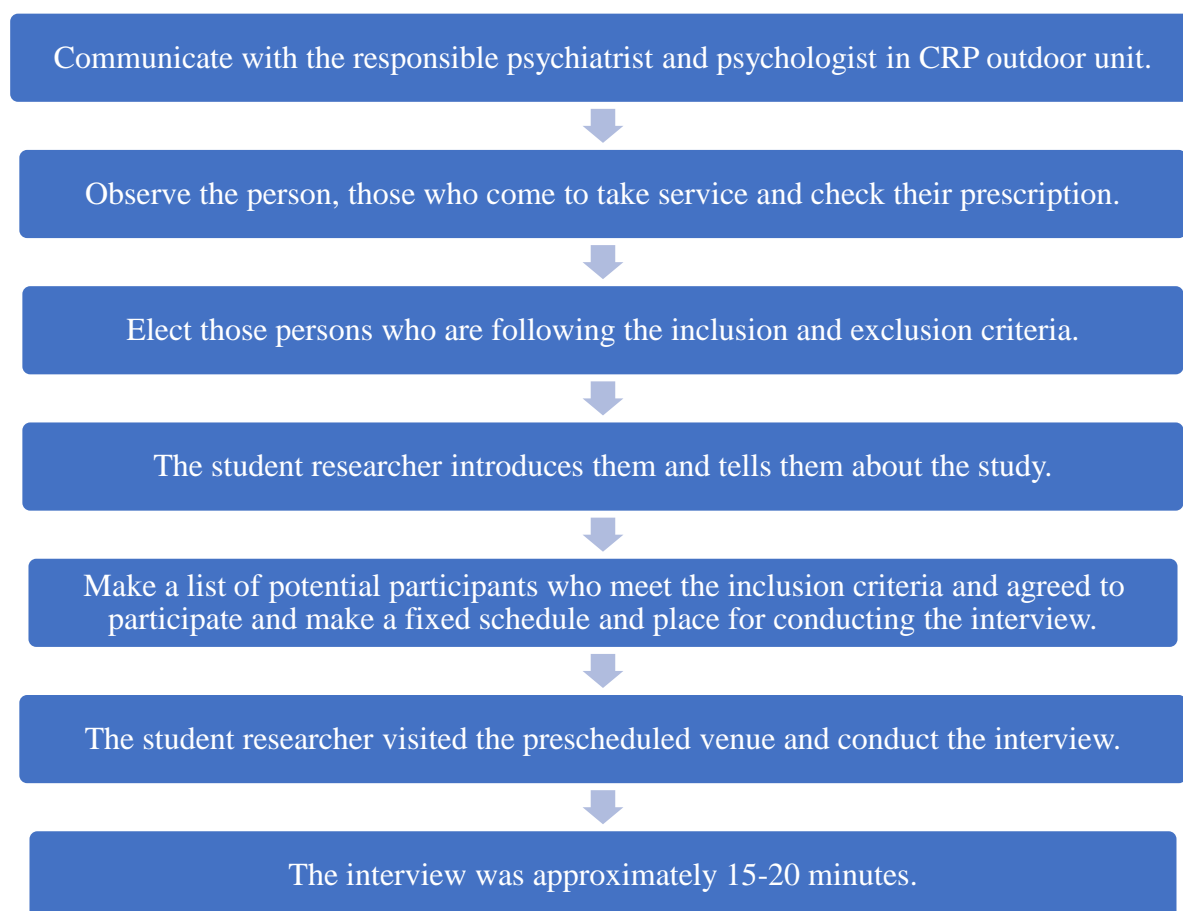 Communicate with the responsible psychiatrist and psychologist in CRP outdoor unit.
Observe the person, those who come to take service and check their prescription.
Elect those persons who are following the inclusion and exclusion criteria.
The student researcher introduces them and tells them about the study.
Make a list of potential participants who meet the inclusion criteria and agreed to
participate and make a fixed schedule and place for conducting the interview.
The student researcher visited the prescheduled venue and conduct the interview.
The interview was approximately 15-20 minutes.